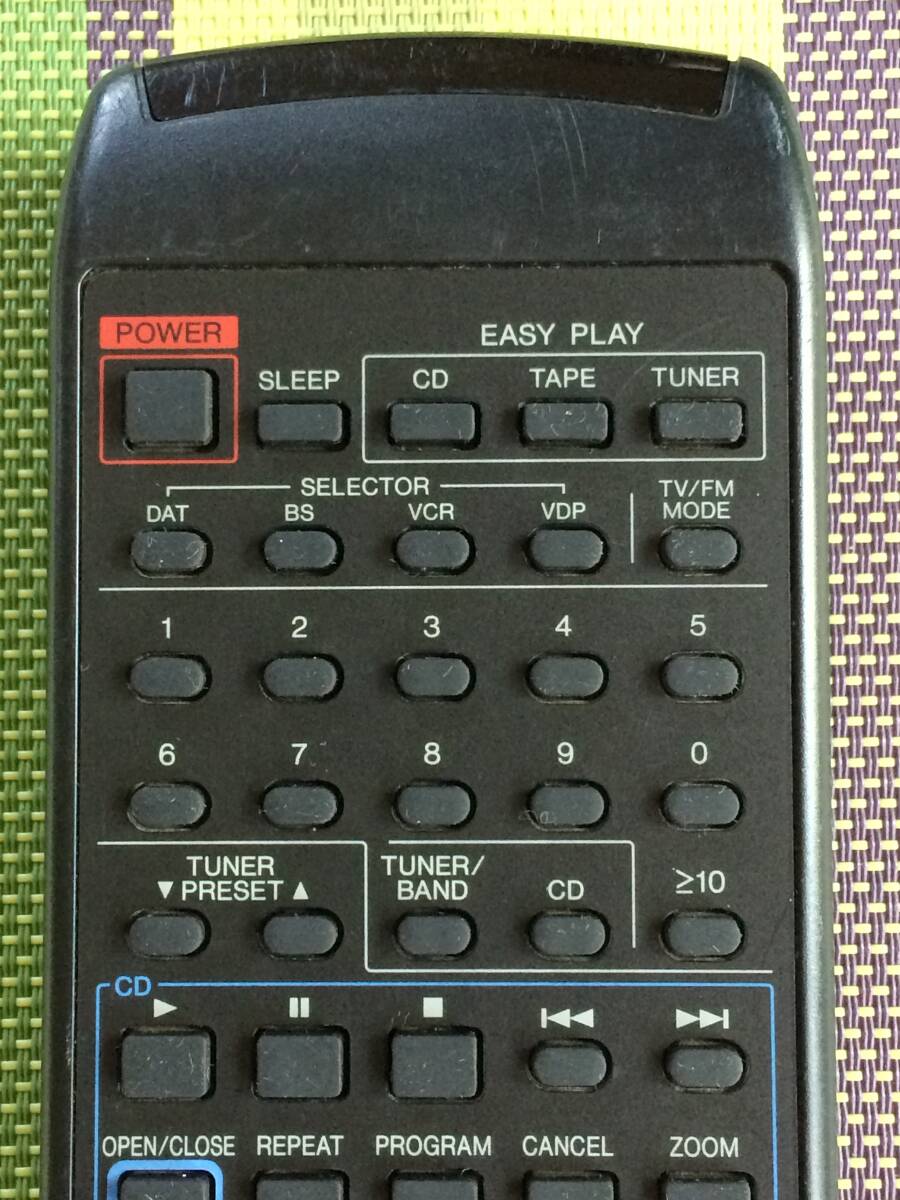 POWER
EASY PLAY
SLEEP
CD TAPE TUNER
SELECTOR
DAT BS VCR VDP
TV/FM
MODE
1 2 3 4 5
6 7 8 9 0
TUNER
▼ PRESET ▲
TUNER/
BAND
CD
≥10
CD
OPEN/CLOSE REPEAT PROGRAM CANCEL ZOOM